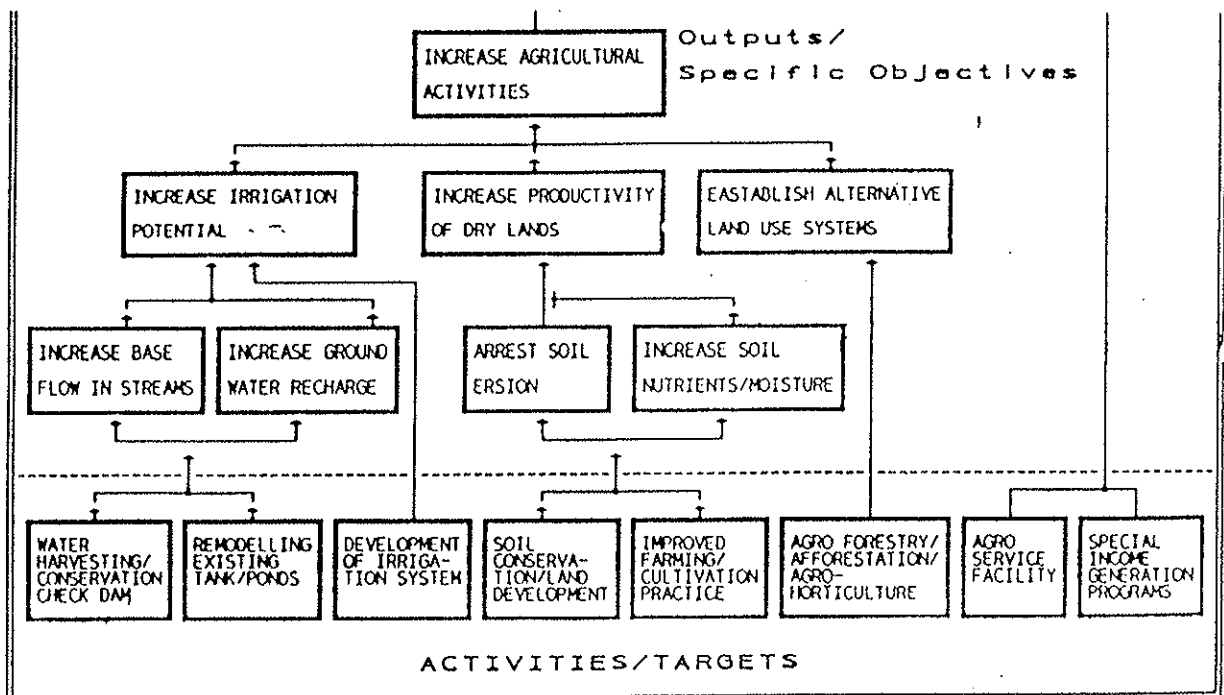 Outputs/
Specific Objectives
INCREASE AGRICULTURAL
ACTIVITIES
INCREASE IRRIGATION
POTENTIAL
INCREASE PRODUCTIVITY
OF DRY LANDS
EASTABLISH ALTERNATIVE
LAND USE SYSTEMS
INCREASE BASE
FLOW IN STREAMS
INCREASE GROUND
WATER RECHARGE
ARREST SOIL
ERSION
INCREASE SOIL
NUTRIENTS/MOISTURE
WATER
HARVESTING/
CONSERVATION
CHECK DAM
REMODELLING
EXISTING
TANK/PONDS
DEVELOPMENT
OF IRRIGA-
TION SYSTEM
SOIL
CONSERVA-
TION/LAND
DEVELOPMENT
IMPROVED
FARMING/
CULTIVATION
PRACTICE
AGRO FORESTRY/
AFFORESTATION/
AGRO-
HORTICULTURE
AGRO
SERVICE
FACILITY
SPECIAL
INCOME
GENERATION
PROGRAMS
ACTIVITIES/TARGETS